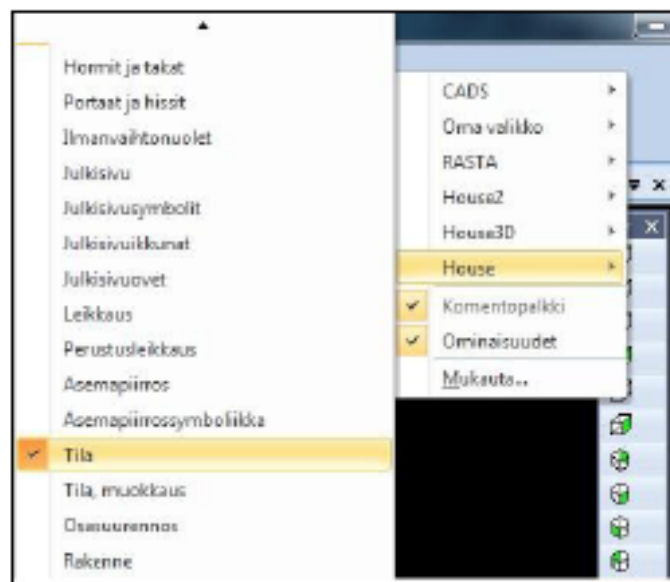 Hormit ja takat
Portaat ja hissit
Ilmanvaihtonuolet
Julkisivu
Julkisivusymbolit
Julkisivuikkunat
Julkisivuovet
Leikkaus
Perustusleikkaus
Asemapiirros
Asemapiirrossymboliikka
Tila
Tila, muokkaus
Osasuurennos
Rakenne
CADS
Oma valikko
RASTA
House2
House3D
House
Komentopalkki
Ominaisuudet
Mukauta...